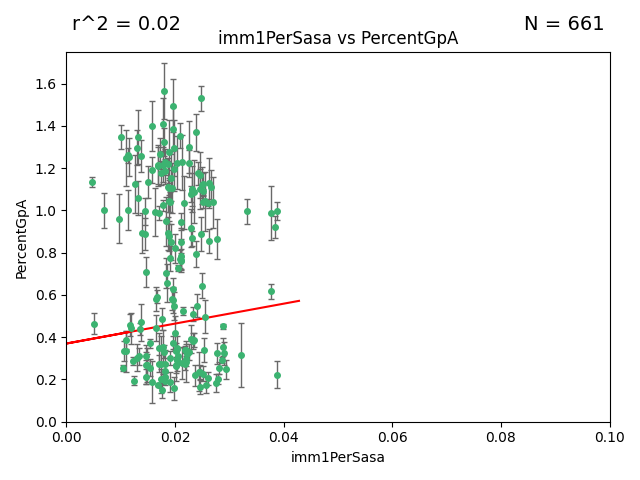 r^2 = 0.02
N = 661
imm1PerSasa vs PercentGpA
1.6
1.4
1.2
1.0
0.8
0.6
0.4
0.2
0.0
PercentGpA
0.00 0.02 0.04 0.06 0.08 0.10
imm1PerSasa